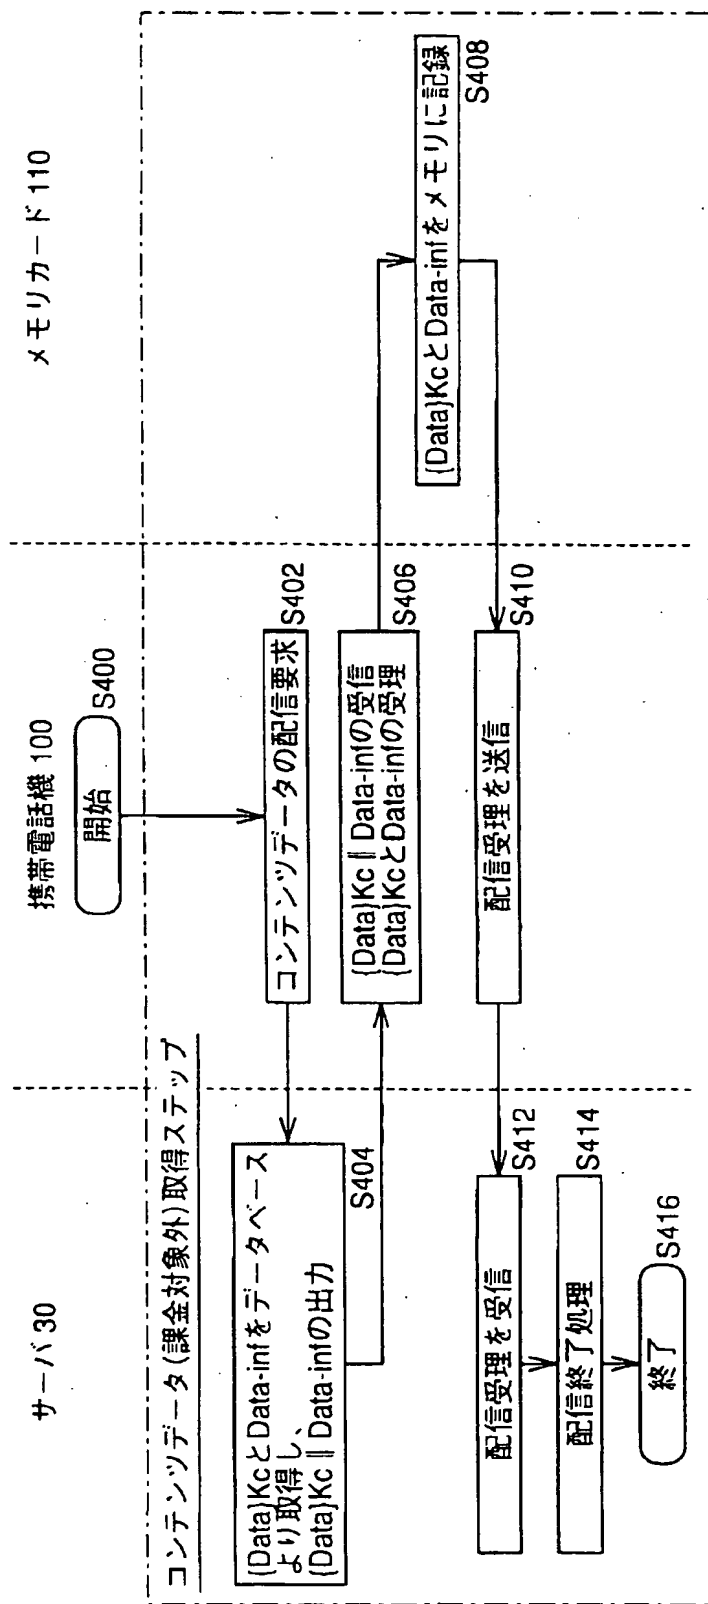 サーバ 30
携帯電話機 100
メモリカード 110
開始
S400
コンテンツデータ(課金対象外)取得ステップ
コンテンツデータの配信要求
S402
{Data}KcとData-infをデータベース
より取得し、
{Data}Kc∥Data-infの出力
S404
{Data}Kc∥Data-infの受信
{Data}KcとData-infの受理
S406
{Data}KcとData-infをメモリに記録
S408
配信受理を送信
S410
配信受理を受信
S412
配信終了処理
S414
終了
S416